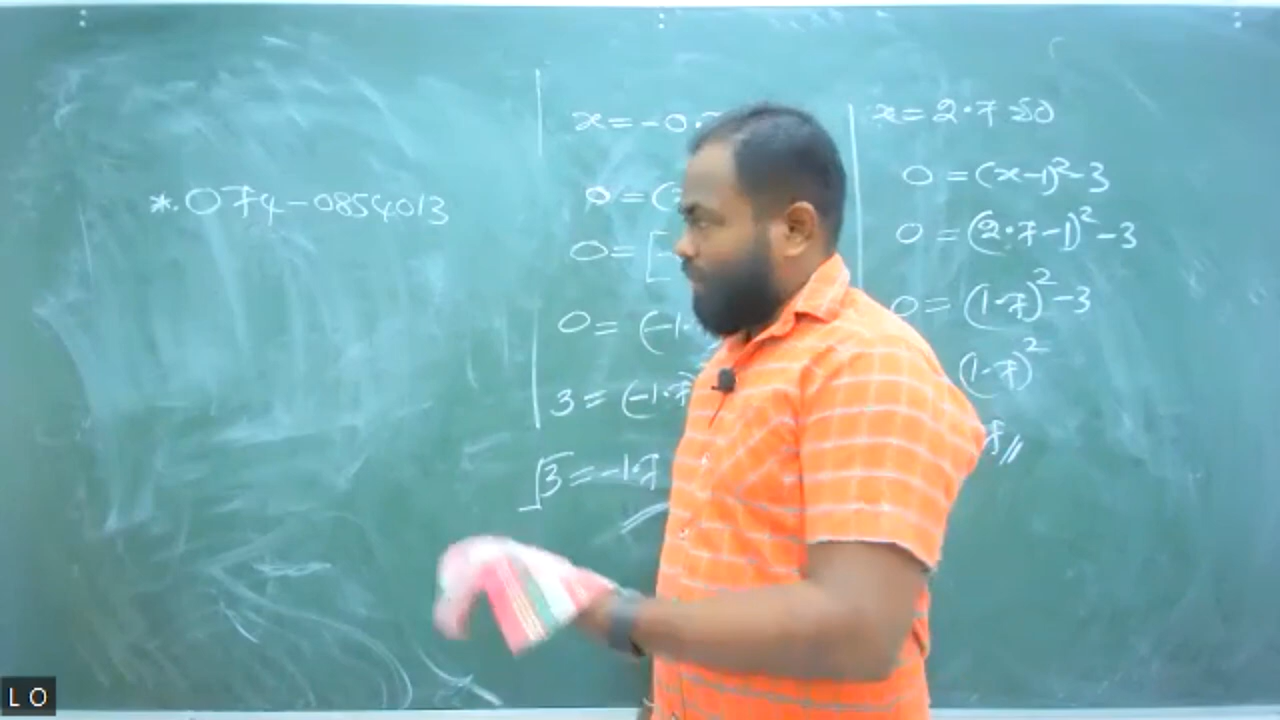 *. 074-0854013
x = -0.7
0 = (
0 = [-
0 = (-1.
3 = (-1.7
√3 = -1.7
x = 2.7
0 = (x-1)²-3
0 = (2.7-1)²-3
0 = (1.7)²-3
(1.7)²
LO